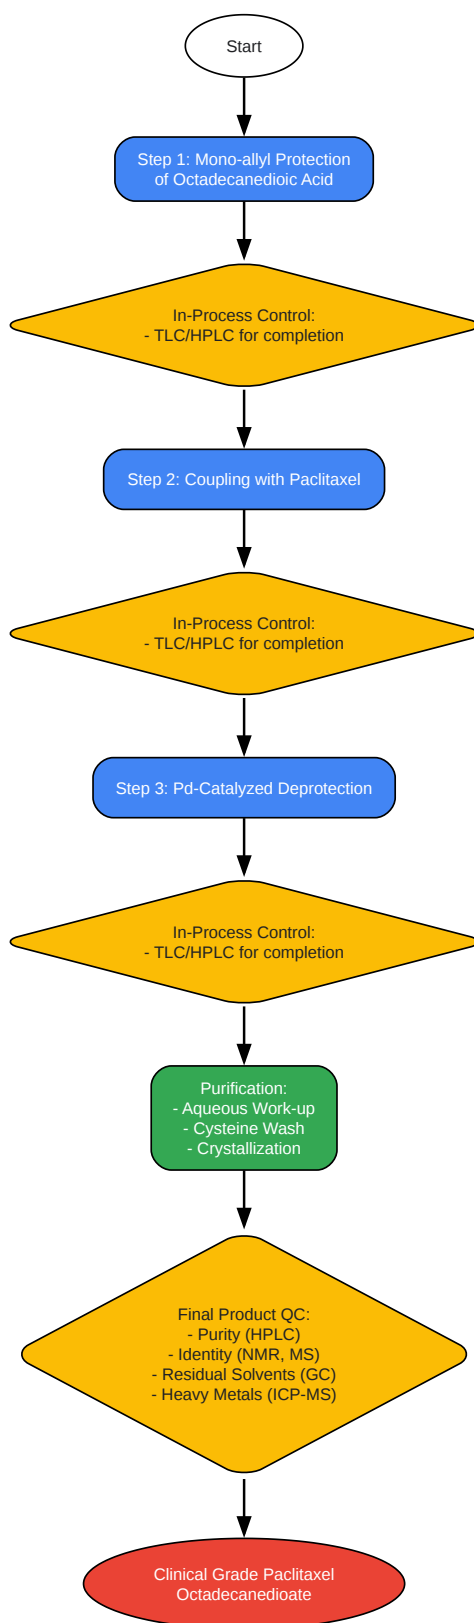 Start
Step 1: Mono-allyl Protection
of Octadecanedioic Acid
In-Process Control:
- TLC/HPLC for completion
Step 2: Coupling with Paclitaxel
In-Process Control:
- TLC/HPLC for completion
Step 3: Pd-Catalyzed Deprotection
In-Process Control:
- TLC/HPLC for completion
Purification:
- Aqueous Work-up
- Cysteine Wash
- Crystallization
Final Product QC:
- Purity (HPLC)
- Identity (NMR, MS)
- Residual Solvents (GC)
- Heavy Metals (ICP-MS)
Clinical Grade Paclitaxel
Octadecanedioate